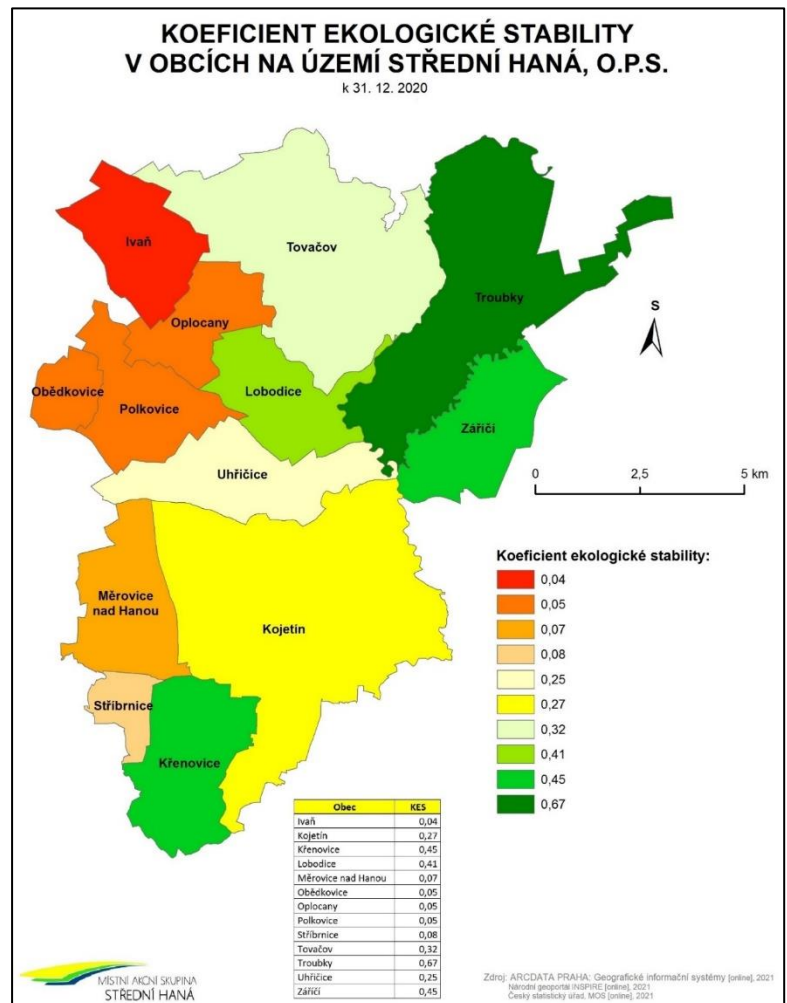 KOEFICIENT EKOLOGICKÉ STABILITY
V OBCÍCH NA ÚZEMÍ STŘEDNÍ HANÁ, O.P.S.
k 31. 12. 2020
Ivaň
Tovačov
Troubky
Oplocany
S
Obědkovice
Polkovice
Lobodice
Záříčí
Uhřičice
0 2,5 5 km
Měrovice
nad Hanou
Kojetín
Stříbrnice
Křenovice
Koeficient ekologické stability:
0,04
0,05
0,07
0,08
0,25
0,27
0,32
0,41
0,45
0,67
Obec KES
Ivaň 0,04
Kojetín 0,27
Křenovice 0,45
Lobodice 0,41
Měrovice nad Hanou 0,07
Obědkovice 0,05
Oplocany 0,05
Polkovice 0,05
Stříbrnice 0,08
Tovačov 0,32
Troubky 0,67
Uhřičice 0,25
Záříčí 0,45
MÍSTNÍ AKČNÍ SKUPINA
STŘEDNÍ HANÁ
Zdroj: ARCDATA PRAHA: Geografické informační systémy [online], 2021
Národní geoportál INSPIRE [online], 2021
Český statistický úřad, MOS [online], 2021